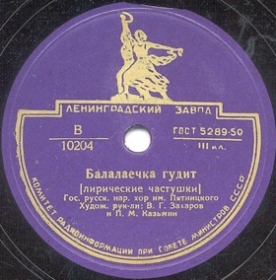 ЛЕНИНГРАДСКИЙ ЗАВОД
В
10204
ГОСТ 5289-50
III кл.
Балалаечка гудит
[лирические частушки]
Гос. русск. нар. хор им. Пятницкого
Худож. рук-ли: В. Г. Захаров
и П. М. Казьмин
КОМИТЕТ РАДИОИНФОРМАЦИИ ПРИ СОВЕТЕ МИНИСТРОВ СССР